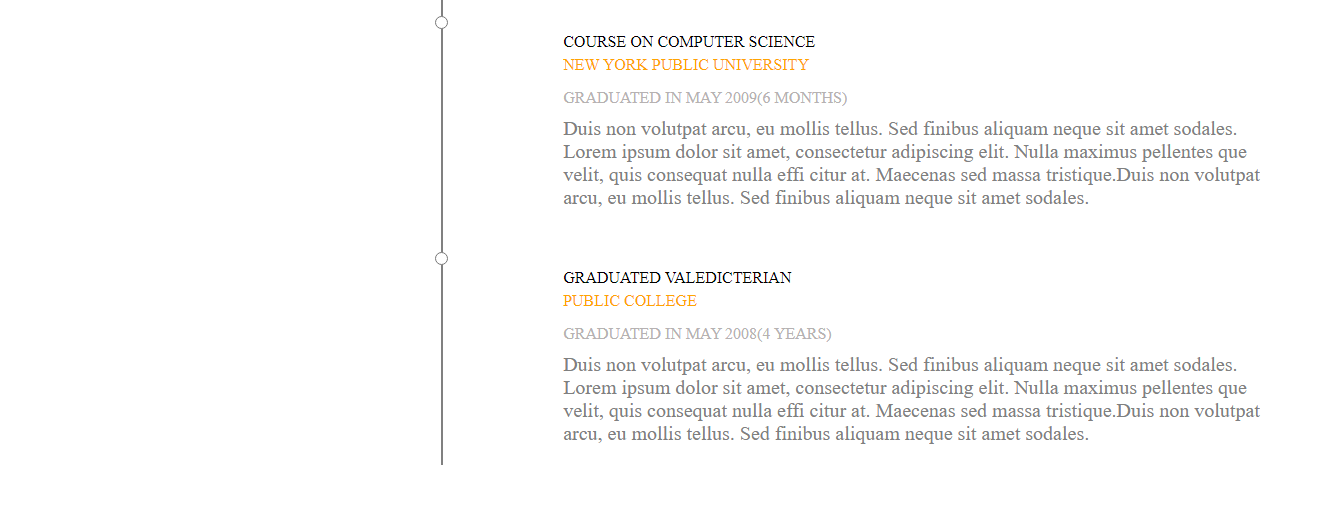 COURSE ON COMPUTER SCIENCE
NEW YORK PUBLIC UNIVERSITY
GRADUATED IN MAY 2009(6 MONTHS)
Duis non volutpat arcu, eu mollis tellus. Sed finibus aliquam neque sit amet sodales.
Lorem ipsum dolor sit amet, consectetur adipiscing elit. Nulla maximus pellentes que
velit, quis consequat nulla effi citur at. Maecenas sed massa tristique.Duis non volutpat
arcu, eu mollis tellus. Sed finibus aliquam neque sit amet sodales.
GRADUATED VALEDICTERIAN
PUBLIC COLLEGE
GRADUATED IN MAY 2008(4 YEARS)
Duis non volutpat arcu, eu mollis tellus. Sed finibus aliquam neque sit amet sodales.
Lorem ipsum dolor sit amet, consectetur adipiscing elit. Nulla maximus pellentes que
velit, quis consequat nulla effi citur at. Maecenas sed massa tristique.Duis non volutpat
arcu, eu mollis tellus. Sed finibus aliquam neque sit amet sodales.